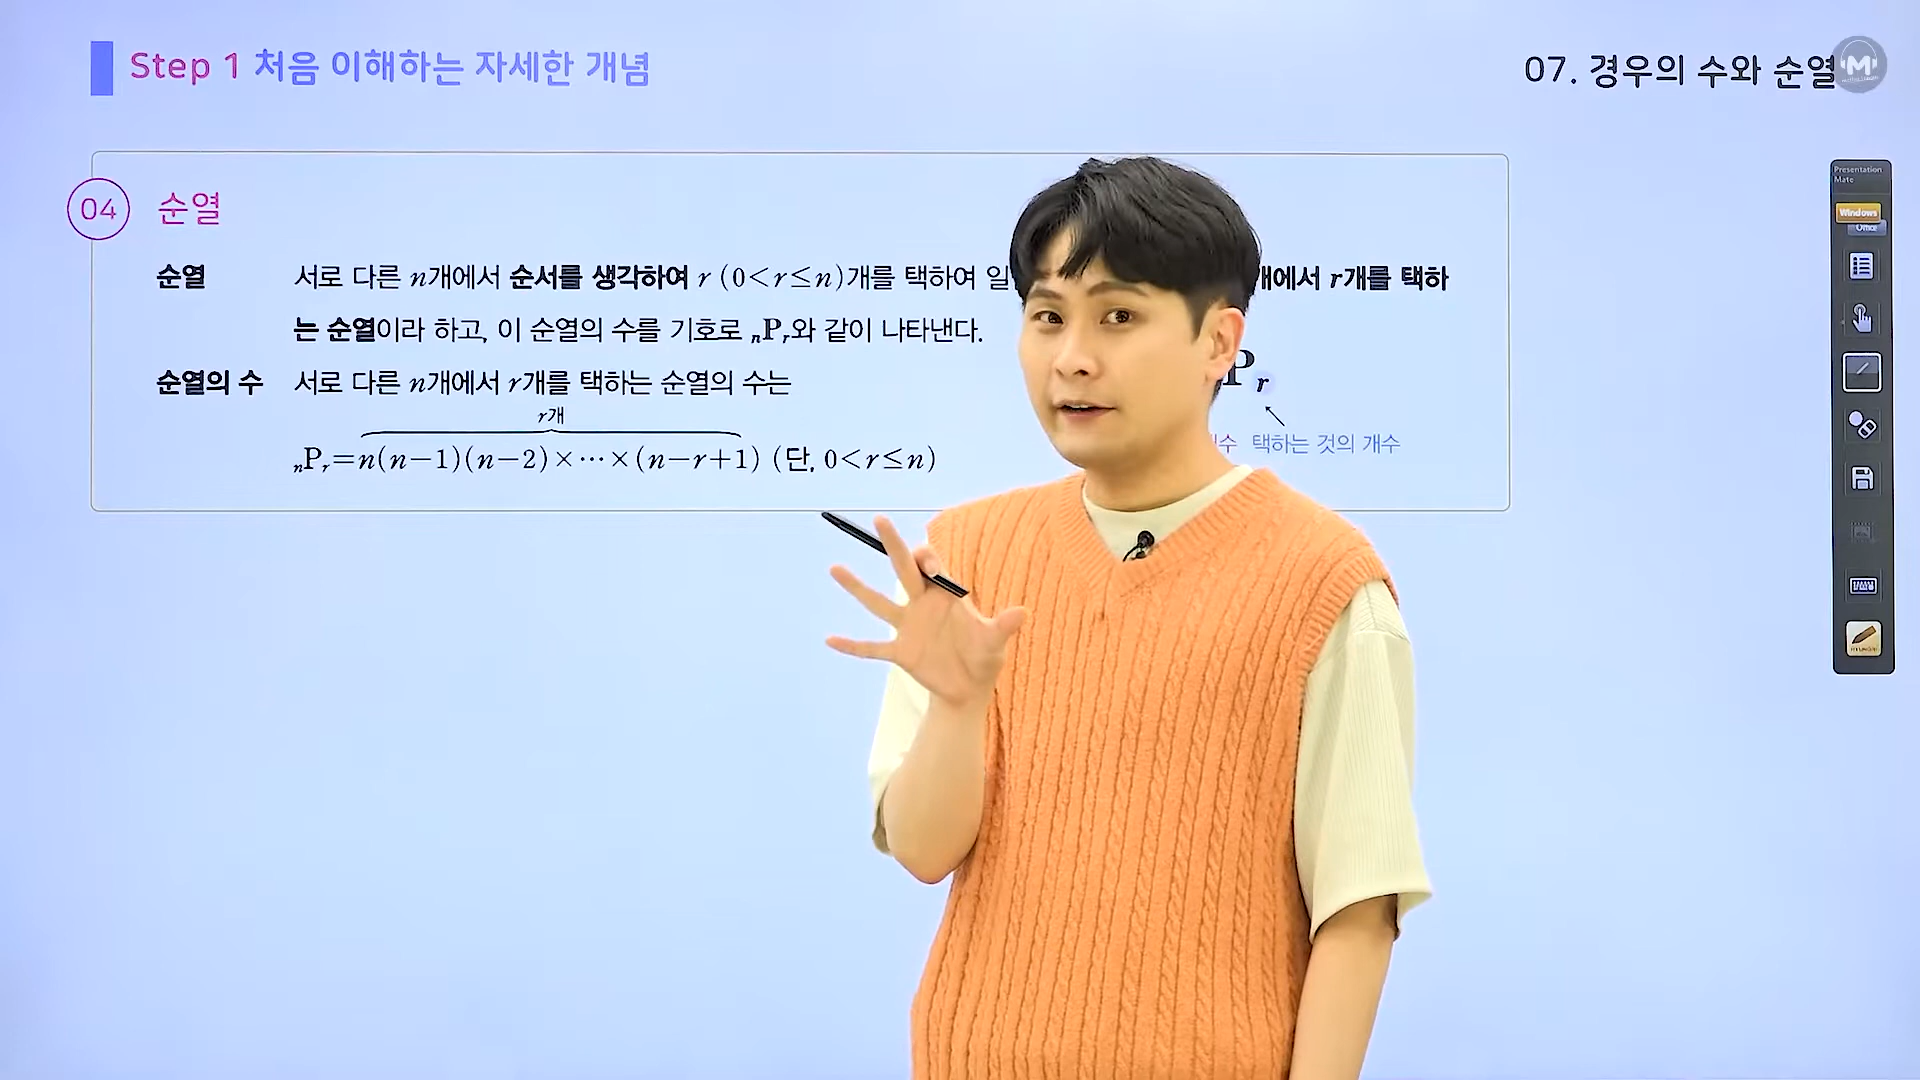 Step 1 처음 이해하는 자세한 개념
07. 경우의 수와 순열
04 순열
순열 서로 다른 n개에서 순서를 생각하여 r (0<r≤n)개를 택하여 일 개에서 r개를 택하
는 순열이라 하고, 이 순열의 수를 기호로 ₙPᵣ와 같이 나타낸다.
순열의 수 서로 다른 n개에서 r개를 택하는 순열의 수는
r개
ₙPᵣ=n(n-1)(n-2)×⋯×(n-r+1) (단, 0<r≤n)
Pᵣ
택하는 것의 개수
Presentation
Mate
Windows
Office
M